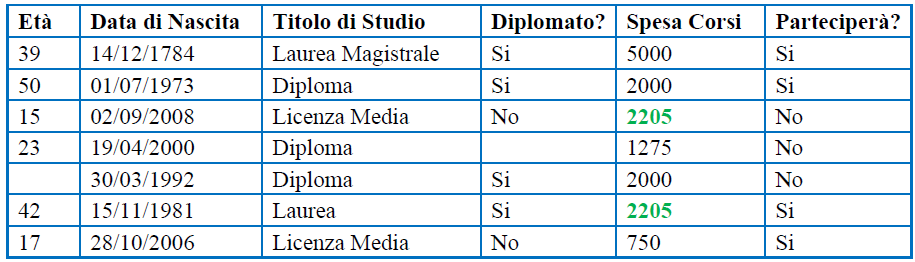 Età Data di Nascita Titolo di Studio Diplomato? Spesa Corsi Parteciperà?
39 14/12/1784 Laurea Magistrale Si 5000 Si
50 01/07/1973 Diploma Si 2000 Si
15 02/09/2008 Licenza Media No 2205 No
23 19/04/2000 Diploma 1275 No
30/03/1992 Diploma Si 2000 No
42 15/11/1981 Laurea Si 2205 Si
17 28/10/2006 Licenza Media No 750 Si